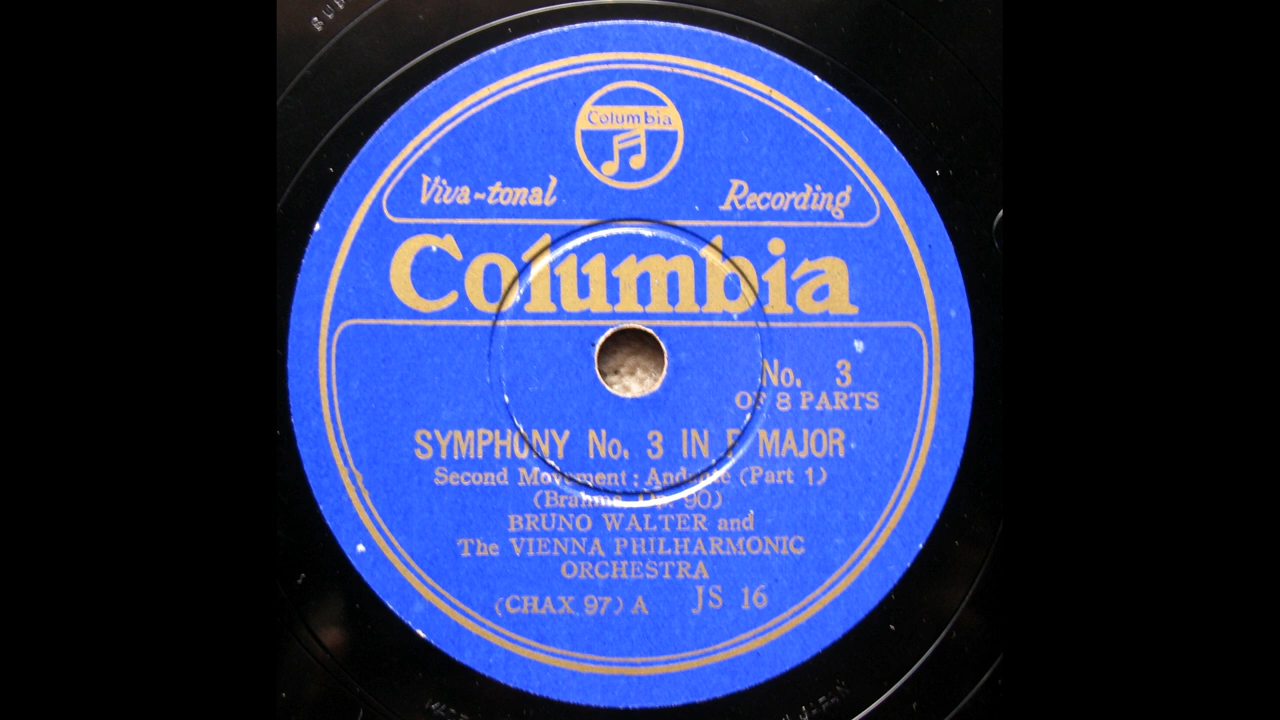 Columbia
Viva-tonal Recording
Columbia
No. 3
OF 8 PARTS
SYMPHONY No. 3 IN F MAJOR
Second Movement: Andante (Part 1)
(Brahms, Op. 90)
BRUNO WALTER and
The VIENNA PHILHARMONIC
ORCHESTRA
(CHAX.97) A JS 16
JAPAN